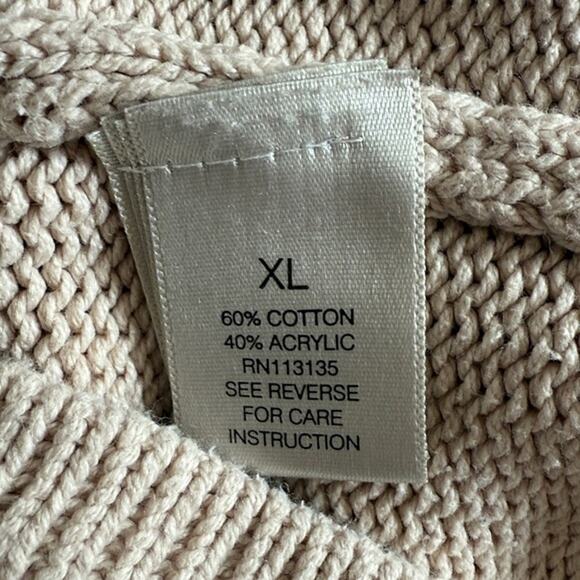 XL
60% COTTON
40% ACRYLIC
RN113135
SEE REVERSE
FOR CARE
INSTRUCTION